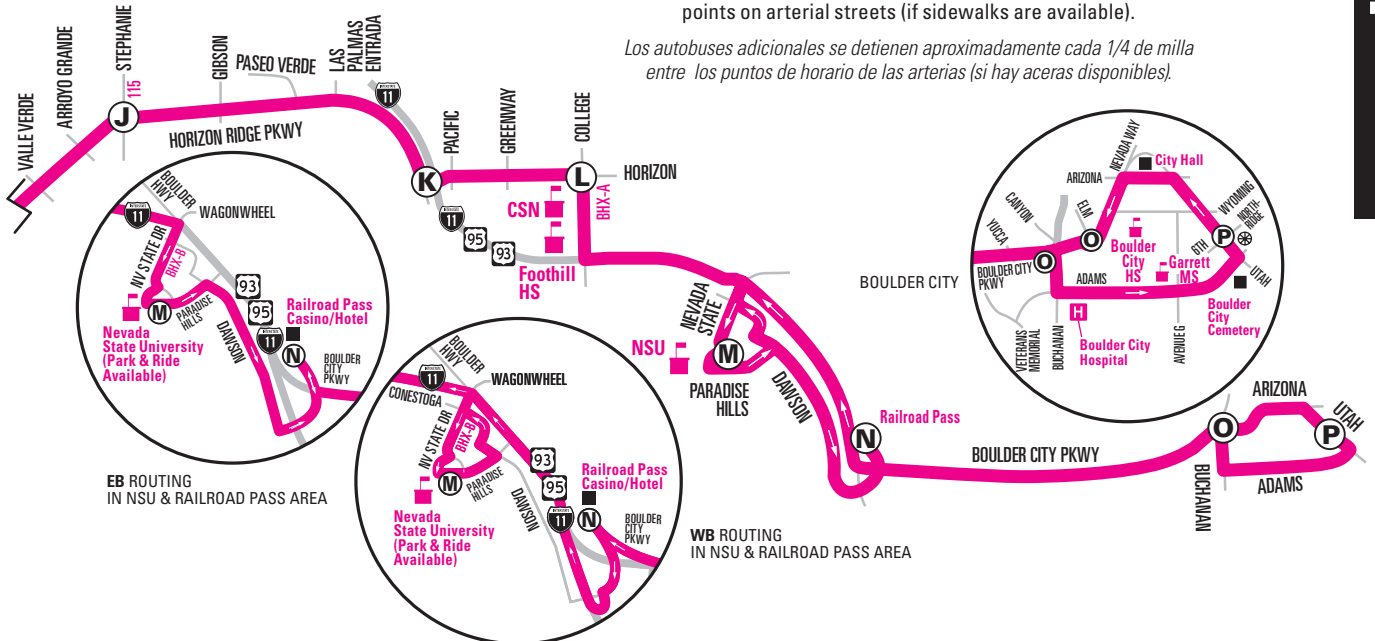 points on arterial streets (if sidewalks are available).
Los autobuses adicionales se detienen aproximadamente cada 1/4 de milla
entre los puntos de horario de las arterias (si hay aceras disponibles).
VALLE VERDE
ARROYO GRANDE
STEPHANIE
J
115
GIBSON
PASEO VERDE
LAS
PALMAS
ENTRADA
INTERSTATE
11
HORIZON RIDGE PKWY
K
PACIFIC
GREENWAY
COLLEGE
L
HORIZON
BHX-A
11
95
93
CSN
Foothill
HS
NEVADA
STATE
NSU
M
PARADISE
HILLS
DAWSON
Railroad Pass
N
BOULDER CITY PKWY
O
ARIZONA
UTAH
P
BUCHANAN
ADAMS
BOULDER
HWY
WAGONWHEEL
INTERSTATE
11
NV STATE DR
BHX-B
93
95
INTERSTATE
11
M
PARADISE
HILLS
DAWSON
Nevada
State University
(Park & Ride
Available)
Railroad Pass
Casino/Hotel
N
BOULDER
CITY
PKWY
EB ROUTING
IN NSU & RAILROAD PASS AREA
BOULDER
HWY
WAGONWHEEL
INTERSTATE
11
CONESTOGA
NV STATE DR
BHX-B
93
95
INTERSTATE
11
M
PARADISE
HILLS
DAWSON
Nevada
State University
(Park & Ride
Available)
Railroad Pass
Casino/Hotel
N
BOULDER
CITY
PKWY
WB ROUTING
IN NSU & RAILROAD PASS AREA
BOULDER CITY
NEVADA WAY
City Hall
ARIZONA
CANYON
ELM
YUCCA
WYOMING
NORTH-
RIDGE
O
O
P
6TH
UTAH
Boulder
City
HS
Garrett
MS
BOULDER CITY
PKWY
ADAMS
H
Boulder City
Hospital
VETERANS
MEMORIAL
BUCHANAN
AVENUE G
Boulder
City
Cemetery